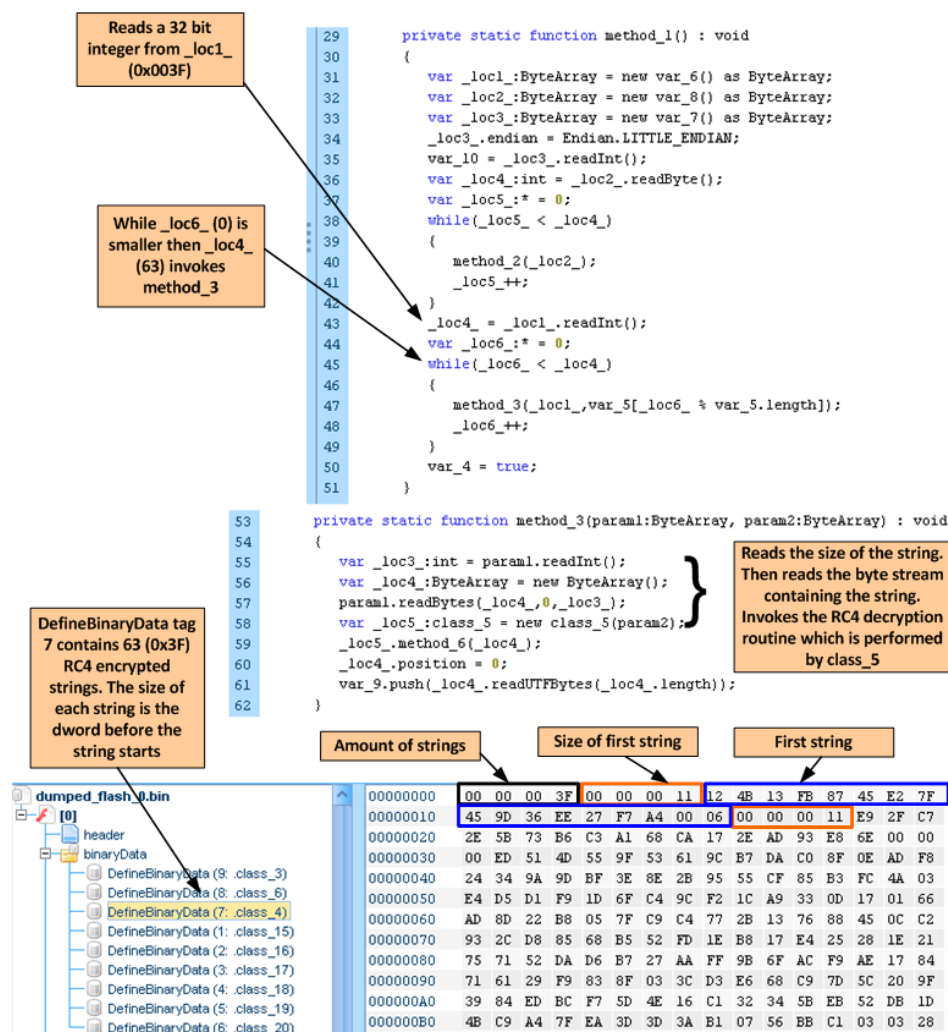 Reads a 32 bit
integer from _loc1_
(0x003F)
29 private static function method_1() : void
30 {
31 var _loc1_:ByteArray = new var_6() as ByteArray;
32 var _loc2_:ByteArray = new var_8() as ByteArray;
33 var _loc3_:ByteArray = new var_7() as ByteArray;
34 _loc3_.endian = Endian.LITTLE_ENDIAN;
35 var_10 = _loc3_.readInt();
36 var _loc4_:int = _loc2_.readByte();
37 var _loc5_:* = 0;
38 while(_loc5_ < _loc4_)
39 {
40 method_2(_loc2_);
41 _loc5_++;
42 }
43 _loc4_ = _loc1_.readInt();
44 var _loc6_:* = 0;
45 while(_loc6_ < _loc4_)
46 {
47 method_3(_loc1_,var_5[_loc6_ % var_5.length]);
48 _loc6_++;
49 }
50 var_4 = true;
51 }
While _loc6_ (0) is
smaller then _loc4_
(63) invokes
method_3
53 private static function method_3(param1:ByteArray, param2:ByteArray) : void
54 {
55 var _loc3_:int = param1.readInt();
56 var _loc4_:ByteArray = new ByteArray();
57 param1.readBytes(_loc4_,0,_loc3_);
58 var _loc5_:class_5 = new class_5(param2);
59 _loc5_.method_6(_loc4_);
60 _loc4_.position = 0;
61 var_9.push(_loc4_.readUTFBytes(_loc4_.length));
62 }
}
Reads the size of the string.
Then reads the byte stream
containing the string.
Invokes the RC4 decryption
routine which is performed
by class_5
DefineBinaryData tag
7 contains 63 (0x3F)
RC4 encrypted
strings. The size of
each string is the
dword before the
string starts
Amount of strings
Size of first string
First string
dumped_flash_0.bin
[0]
header
binaryData
DefineBinaryData (9: .class_3)
DefineBinaryData (8: .class_6)
DefineBinaryData (7: .class_4)
DefineBinaryData (1: .class_15)
DefineBinaryData (2: .class_16)
DefineBinaryData (3: .class_17)
DefineBinaryData (4: .class_18)
DefineBinaryData (5: .class_19)
DefineBinaryData (6: .class_20)
00000000 00 00 00 3F 00 00 00 11 12 4B 13 FB 87 45 E2 7F
00000010 45 9D 36 EE 27 F7 A4 00 06 00 00 00 11 E9 2F C7
00000020 2E 5B 73 B6 C3 A1 68 CA 17 2E AD 93 E8 6E 00 00
00000030 00 ED 51 4D 55 9F 53 61 9C B7 DA C0 8F 0E AD F8
00000040 24 34 9A 9D BF 3E 8E 2B 95 55 CF 85 B3 FC 4A 03
00000050 E4 D5 D1 F9 1D 6F C4 9C F2 1C A9 33 0D 17 01 66
00000060 AD 8D 22 B8 05 7F C9 C4 77 2B 13 76 88 45 0C C2
00000070 93 2C D8 85 68 B5 52 FD 1E B8 17 E4 25 28 1E 21
00000080 75 71 52 DA D6 B7 27 AA FF 9B 6F AC F9 AE 17 84
00000090 71 61 29 F9 83 8F 03 3C D3 E6 68 C9 7D 5C 20 9F
000000A0 39 84 ED BC F7 5D 4E 16 C1 32 34 5B EB 52 DB 1D
000000B0 4B C9 A4 7F EA 3D 3D 3A B1 07 56 BB C1 03 03 28